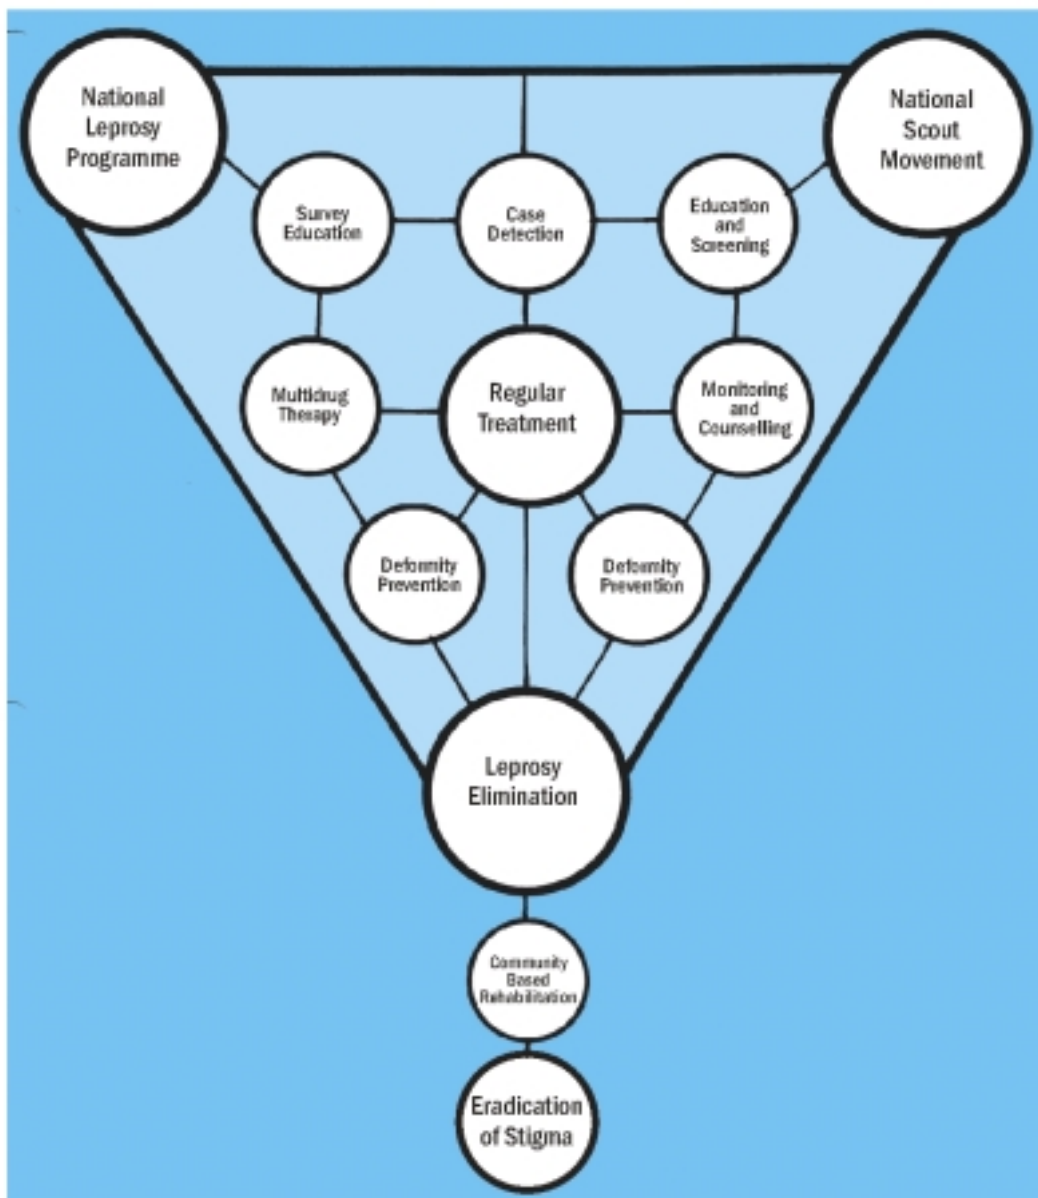 National
Leprosy
Programme
National
Scout
Movement
Survey
Education
Case
Detection
Education
and
Screening
Multidrug
Therapy
Regular
Treatment
Monitoring
and
Counselling
Deformity
Prevention
Deformity
Prevention
Leprosy
Elimination
Community
Based
Rehabilitation
Eradication
of Stigma